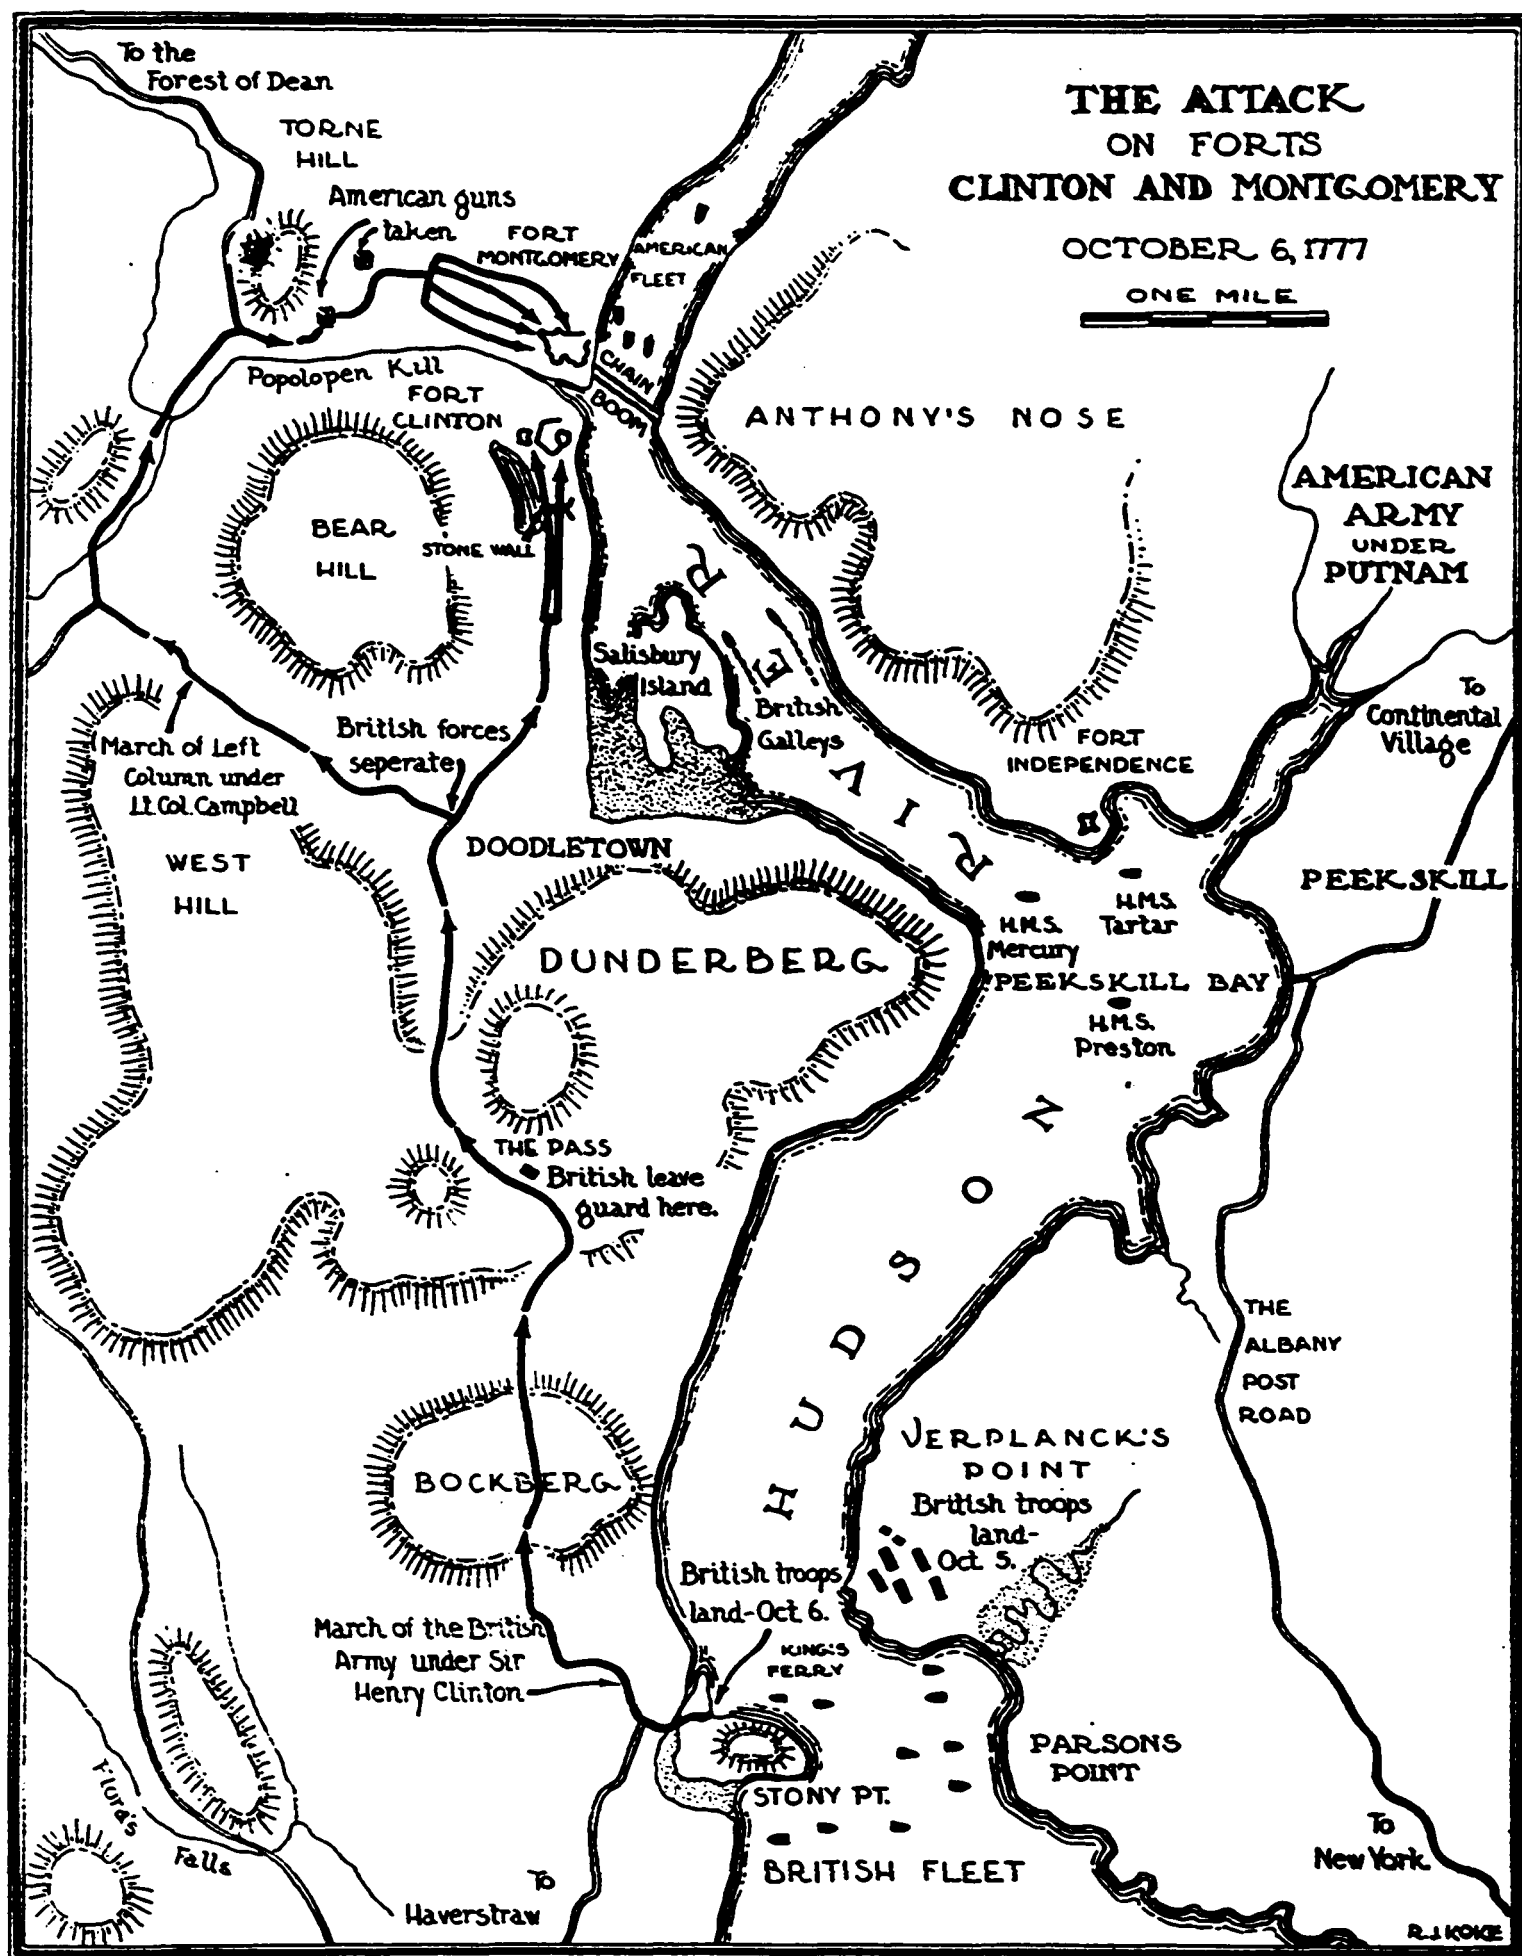 To the
Forest of Dean
TORNE
HILL
American guns
taken
FORT
MONTGOMERY
AMERICAN
FLEET
THE ATTACK
ON FORTS
CLINTON AND MONTGOMERY
OCTOBER 6, 1777
ONE MILE
CHAIN
BOOM
Popolopen Kill
FORT
CLINTON
ANTHONY'S NOSE
BEAR
HILL
STONE WALL
AMERICAN
ARMY
UNDER
PUTNAM
Salisbury
Island
British
Galleys
British forces
seperate
March of Left
Column under
Lt. Col. Campbell
WEST
HILL
DOODLETOWN
FORT
INDEPENDENCE
To
Continental
Village
PEEKSKILL
H.M.S.
Tartar
H.M.S.
Mercury
PEEKSKILL BAY
H.M.S.
Preston
DUNDERBERG
THE PASS
British leave
guard here.
HUDSON RIVER
THE
ALBANY
POST
ROAD
BOCKBERG
VERPLANCK'S
POINT
British troops
land-
Oct 5.
British troops
land-Oct 6.
KING'S
FERRY
March of the British
Army under Sir
Henry Clinton
STONY PT.
PARSONS
POINT
Flora's
Falls
To
Haverstraw
BRITISH FLEET
To
New York.
R.J. KOKE